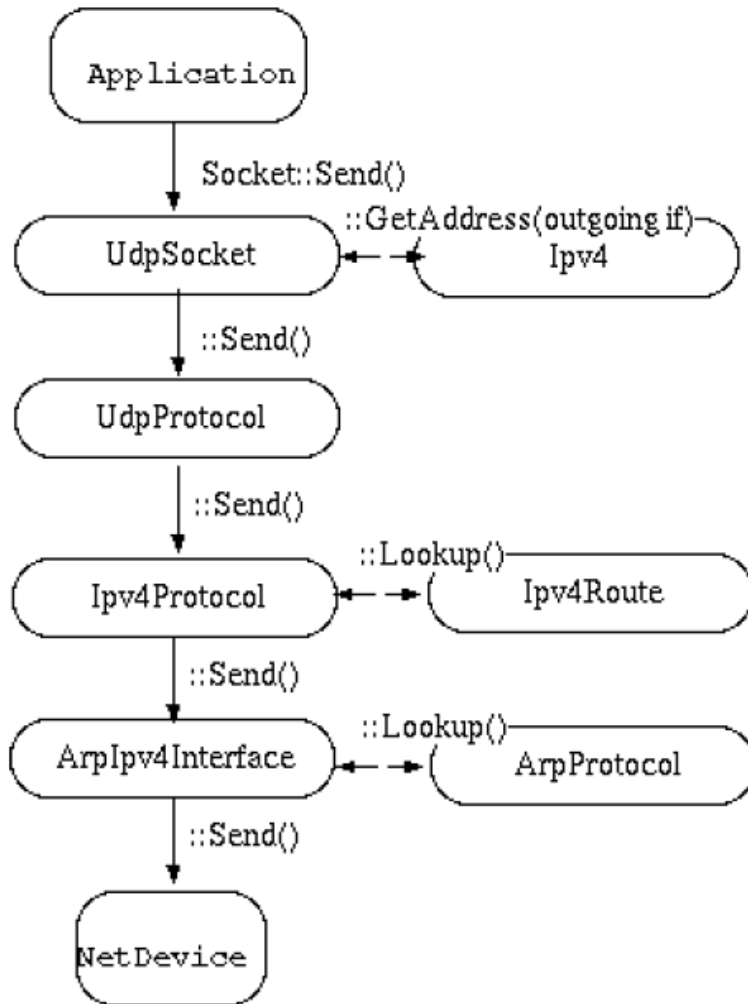 Application
Socket::Send()
::GetAddress(outgoing if)
UdpSocket
Ipv4
::Send()
UdpProtocol
::Send()
::Lookup()
Ipv4Protocol
Ipv4Route
::Send()
::Lookup()
ArpIpv4Interface
ArpProtocol
::Send()
NetDevice